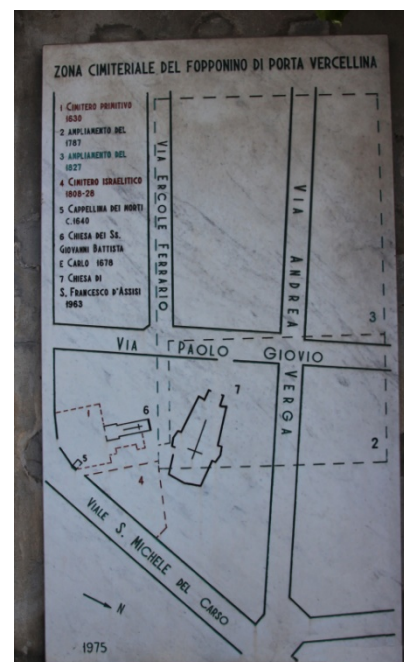 ZONA CIMITERIALE DEL FOPPONINO DI PORTA VERCELLINA
1 CIMITERO PRIMITIVO
1630
2 AMPLIAMENTO DEL
1787
3 AMPLIAMENTO DEL
1827
4 CIMITERO ISRAELITICO
1808-28
5 CAPPELLINA DEI MORTI
C.1640
6 CHIESA DEI SS.
GIOVANNI BATTISTA
E CARLO 1678
7 CHIESA DI
S. FRANCESCO D'ASSISI
1963
VIA ERCOLE FERRARIO
VIA ANDREA VERGA
3
VIA PAOLO GIOVIO
7
1
6
2
5
4
VIALE S. MICHELE DEL CARSO
N
1975